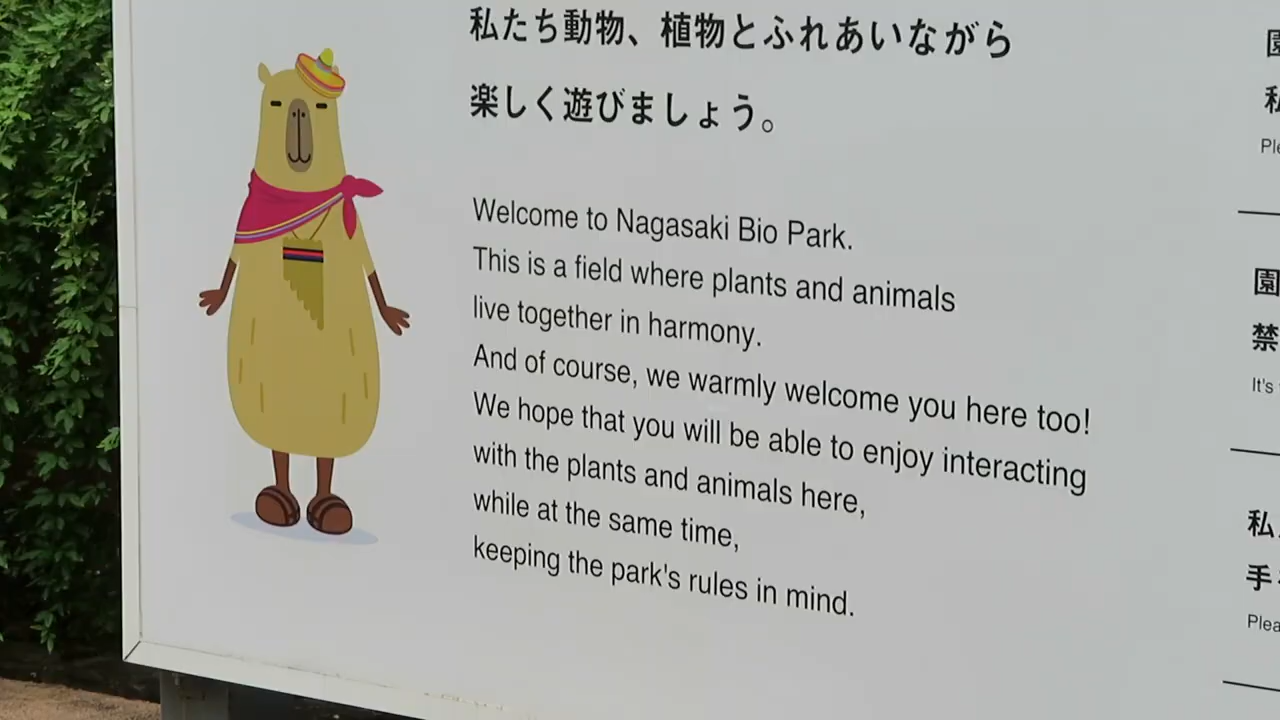 私たち動物、植物とふれあいながら
楽しく遊びましょう。
Welcome to Nagasaki Bio Park.
This is a field where plants and animals
live together in harmony.
And of course, we warmly welcome you here too!
We hope that you will be able to enjoy interacting
with the plants and animals here,
while at the same time,
keeping the park's rules in mind.
園
私
園
禁
It's
私
手